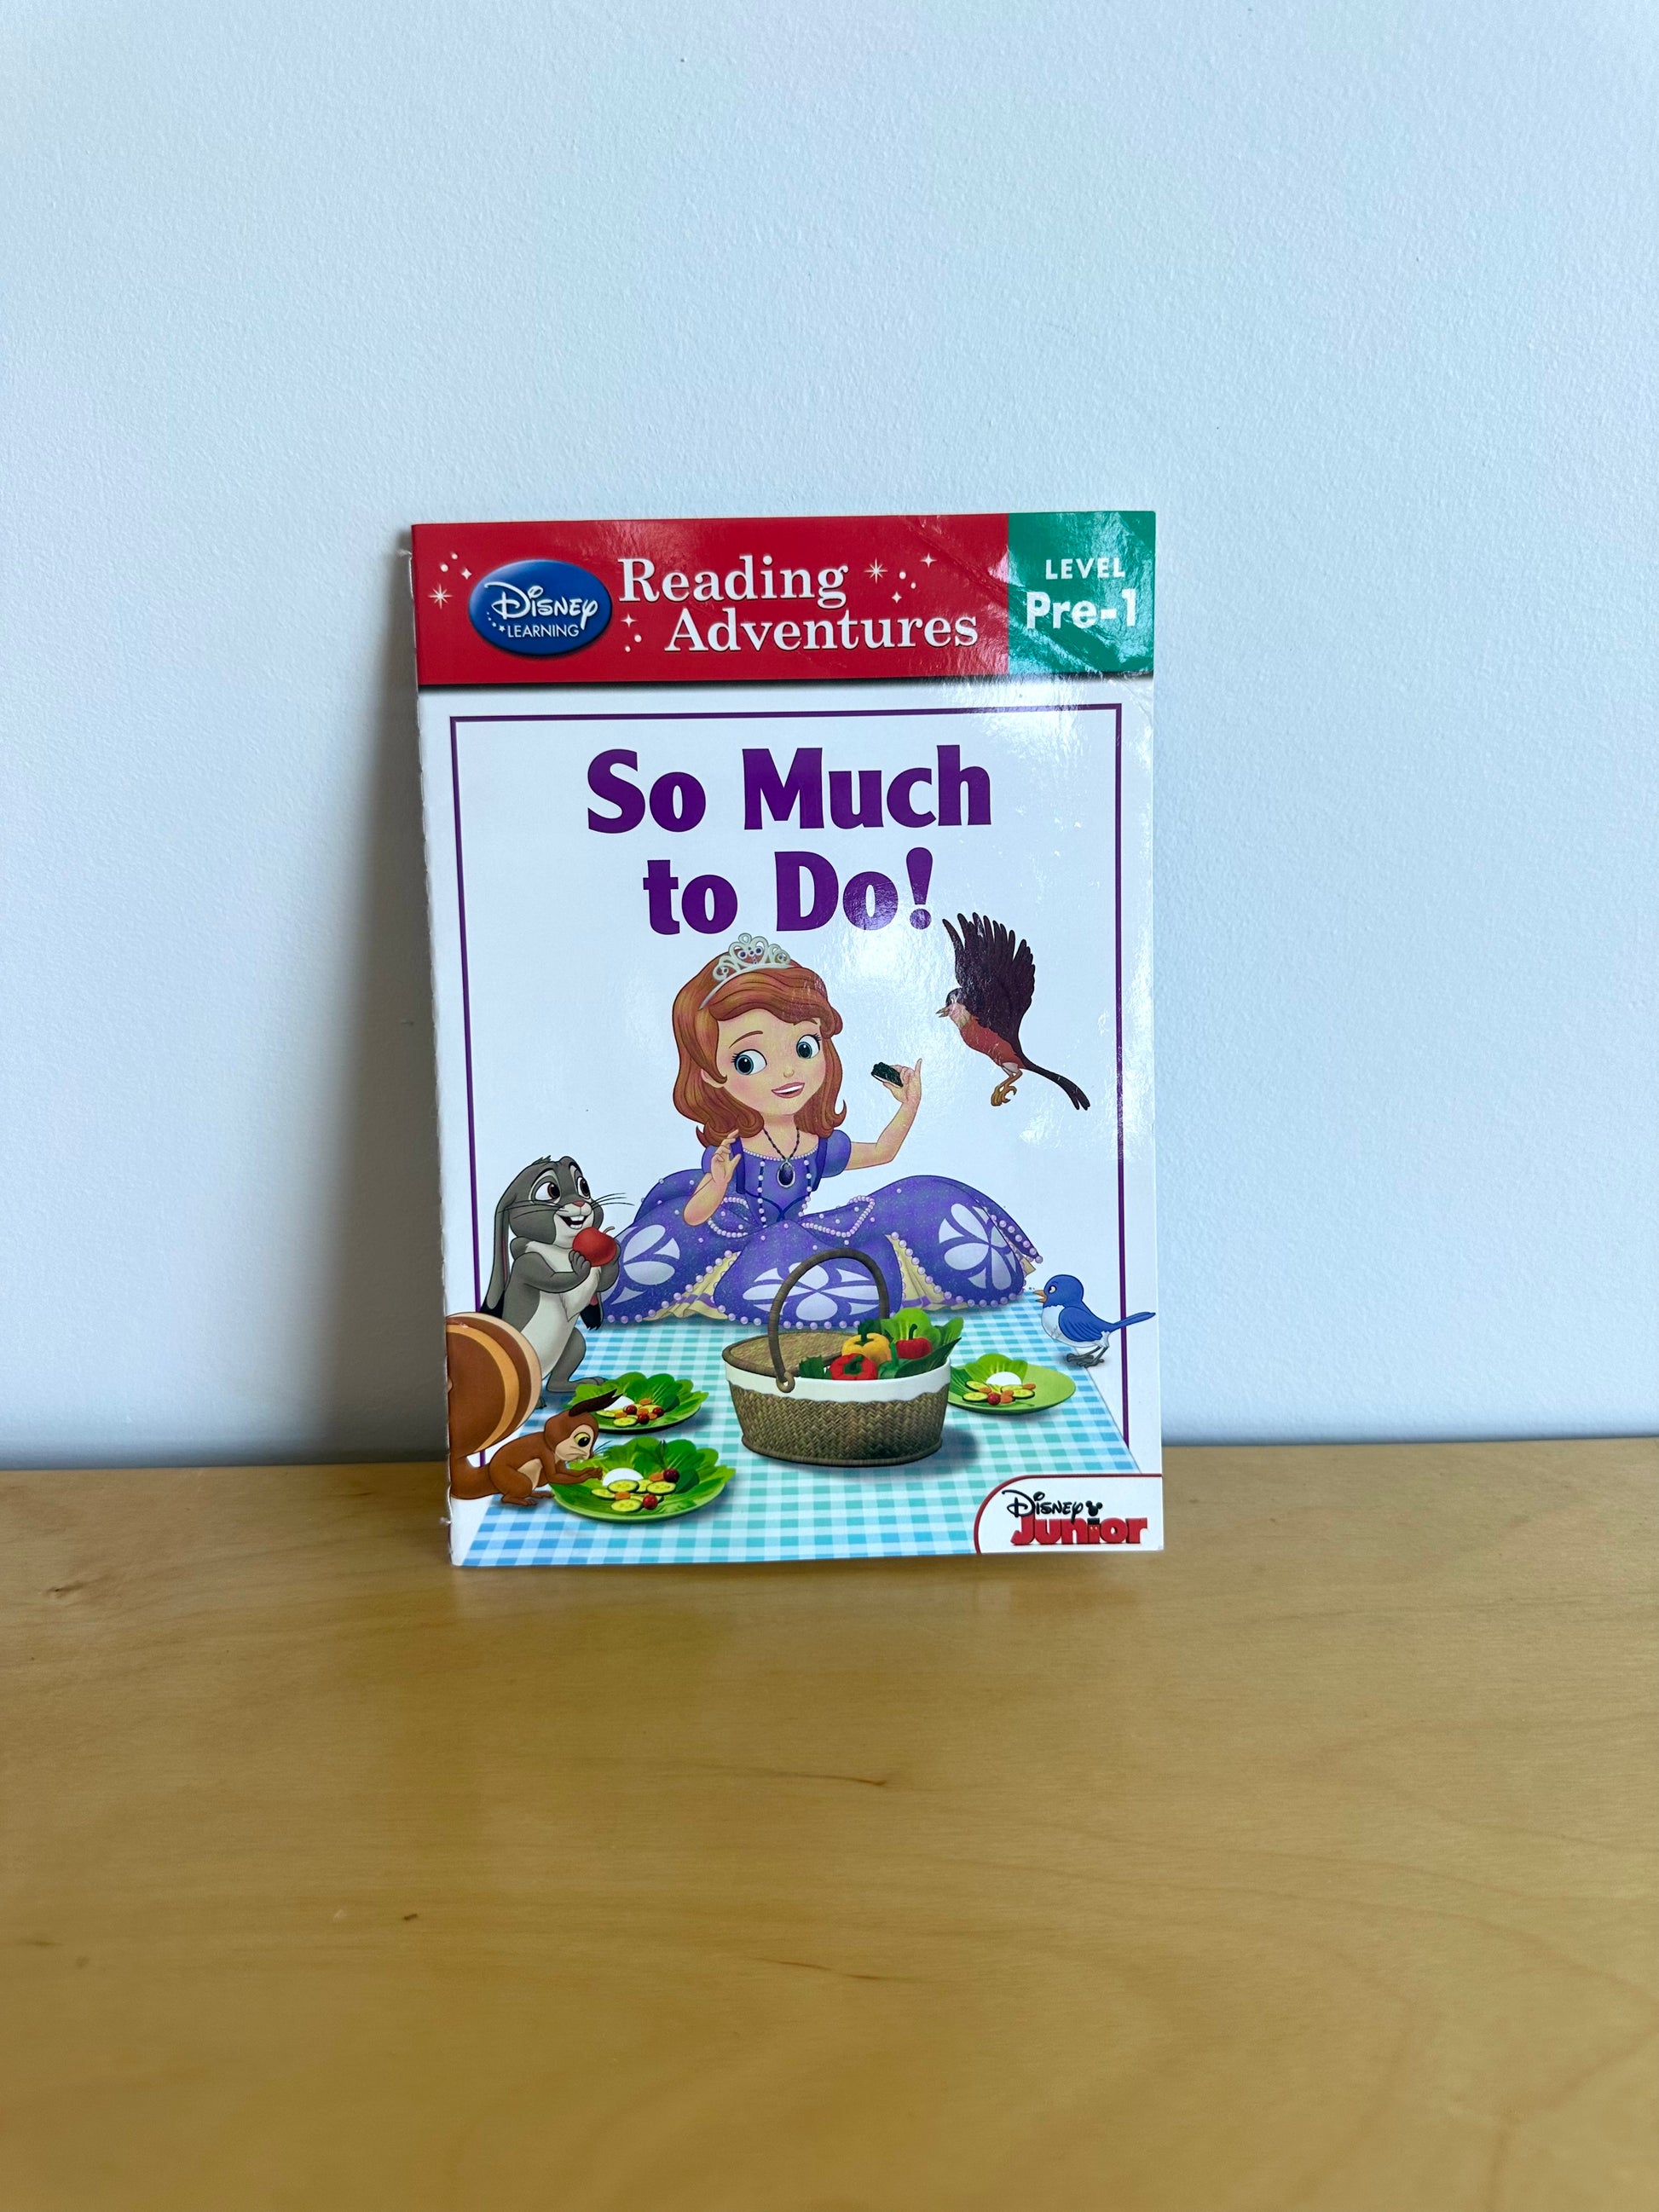 Disney
LEARNING
Reading
Adventures
LEVEL
Pre-1
So Much
to Do!
Disney
Junior